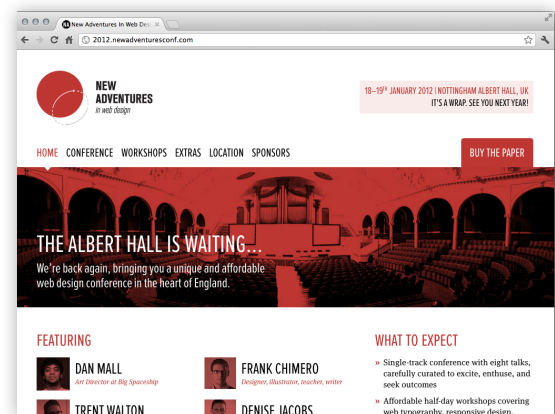 New Adventures In Web Desi
2012.newadventuresconf.com
NEW
ADVENTURES
in web design
18–19th JANUARY 2012 | NOTTINGHAM ALBERT HALL, UK
IT'S A WRAP. SEE YOU NEXT YEAR!
HOME CONFERENCE WORKSHOPS EXTRAS LOCATION SPONSORS
BUY THE PAPER
THE ALBERT HALL IS WAITING...
We're back again, bringing you a unique and affordable
web design conference in the heart of England.
FEATURING
DAN MALL
Art Director at Big Spaceship
FRANK CHIMERO
Designer, illustrator, teacher, writer
TRENT WALTON
DENISE JACOBS
WHAT TO EXPECT
» Single-track conference with eight talks,
carefully curated to excite, enthuse, and
seek outcomes
» Affordable half-day workshops covering
web typography, responsive design,